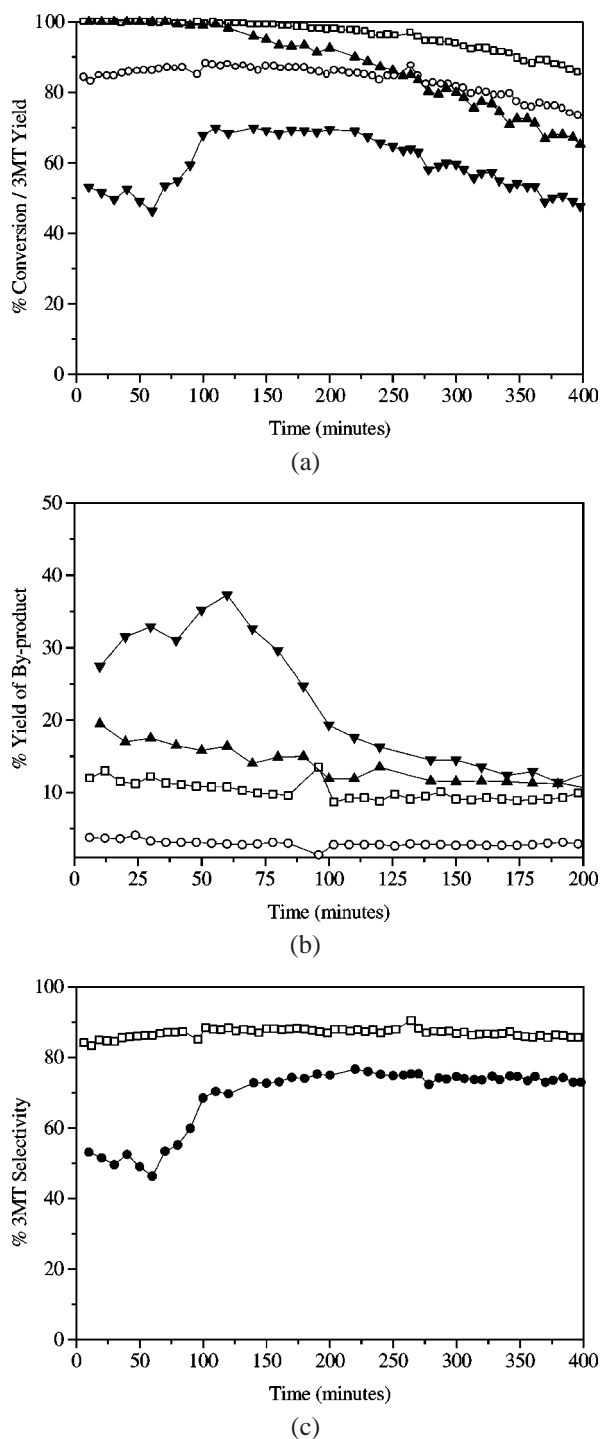 100
80
60
40
20
0
% Conversion / 3MT Yield
0 50 100 150 200 250 300 350 400
Time (minutes)
(a)
50
40
30
20
10
% Yield of By-product
0 25 50 75 100 125 150 175 200
Time (minutes)
(b)
100
80
60
40
20
0
% 3MT Selectivity
0 50 100 150 200 250 300 350 400
Time (minutes)
(c)